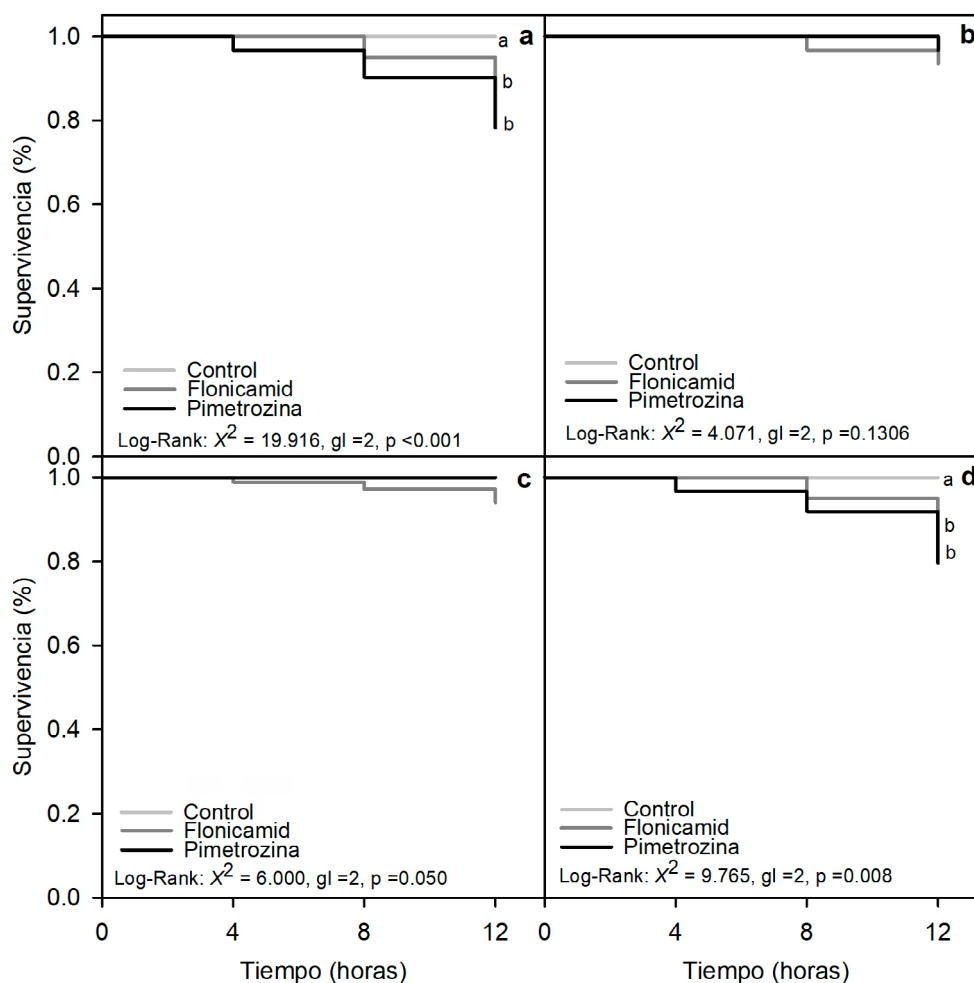 a
1.0
0.8
0.6
0.4
0.2
0.0
Supervivencia (%)
a
b
b
Control
Flonicamid
Pimetrozina
Log-Rank: X² = 19.916, gl =2, p <0.001
b
Control
Flonicamid
Pimetrozina
Log-Rank: X² = 4.071, gl =2, p =0.1306
c
1.0
0.8
0.6
0.4
0.2
0.0
Supervivencia (%)
Control
Flonicamid
Pimetrozina
Log-Rank: X² = 6.000, gl =2, p =0.050
0 4 8 12
Tiempo (horas)
d
a
b
b
Control
Flonicamid
Pimetrozina
Log-Rank: X² = 9.765, gl =2, p =0.008
0 4 8 12
Tiempo (horas)